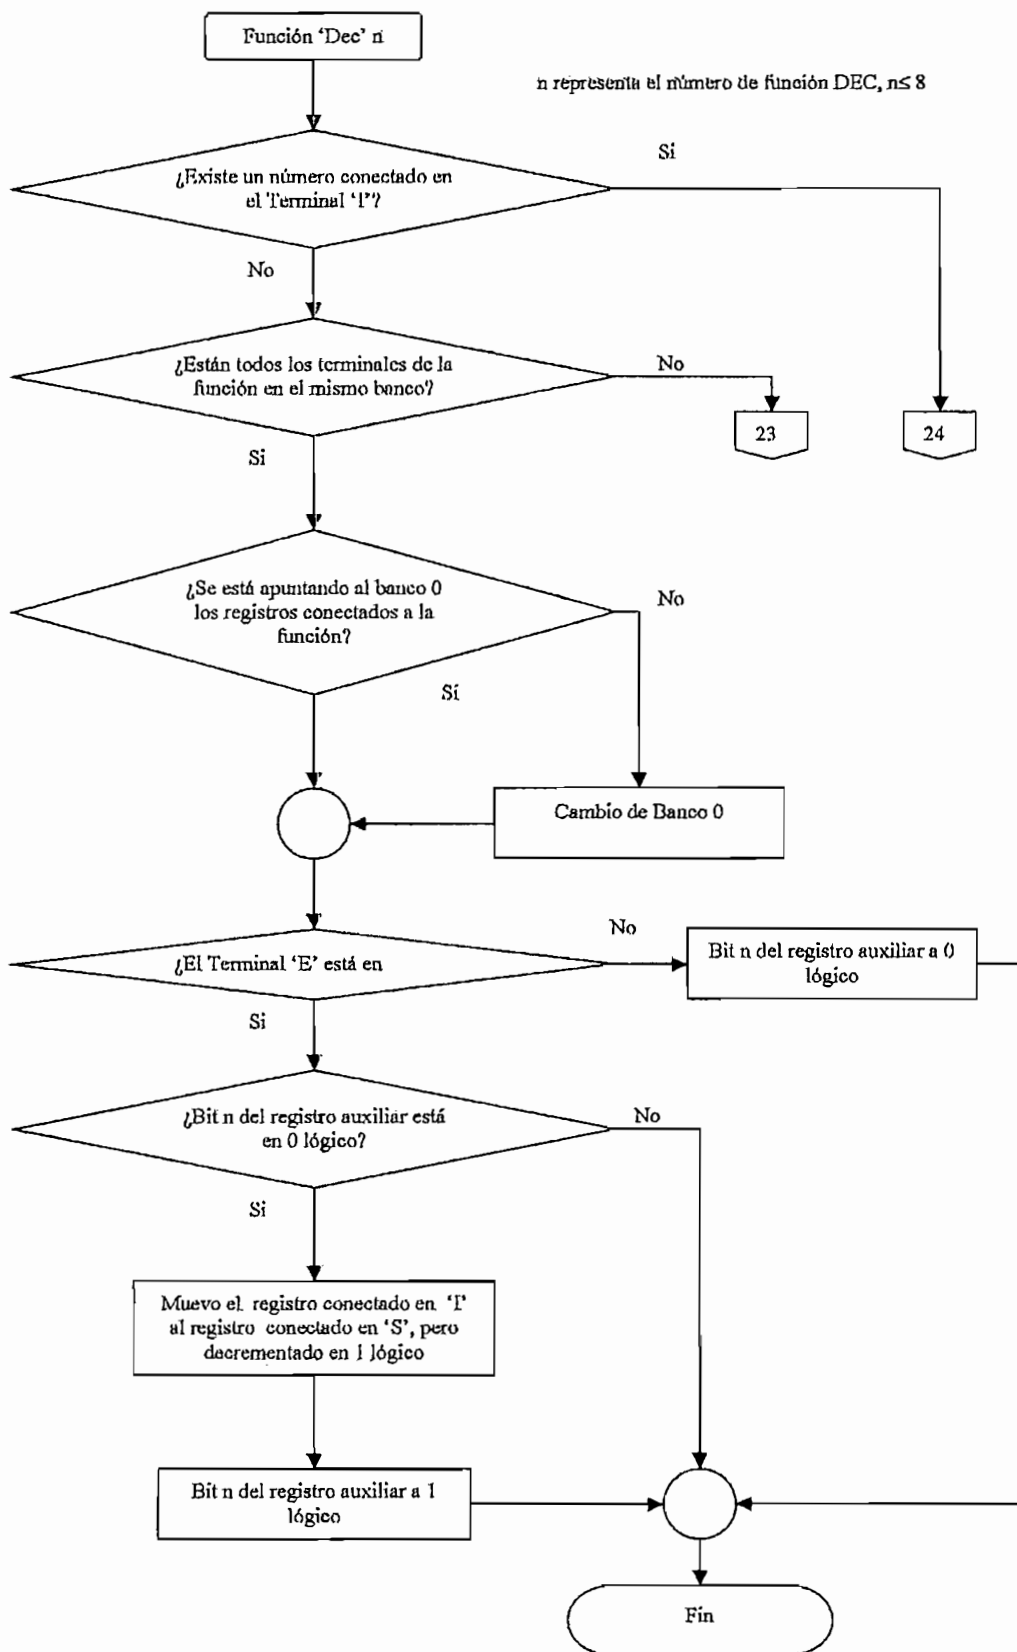 Función ‘Dec’ n
n representa el número de función DEC, n≤ 8
Si
¿Existe un número conectado en
el Terminal ‘I’?
No
¿Están todos los terminales de la
función en el mismo banco?
No
23
24
Si
¿Se está apuntando al banco 0
los registros conectados a la
función?
No
Sí
Cambio de Banco 0
No
¿El Terminal ‘E’ está en
Bit n del registro auxiliar a 0
lógico
Si
¿Bit n del registro auxiliar está
en 0 lógico?
No
Si
Muevo el registro conectado en ‘I’
al registro conectado en ‘S’, pero
decrementado en 1 lógico
Bit n del registro auxiliar a 1
lógico
Fin